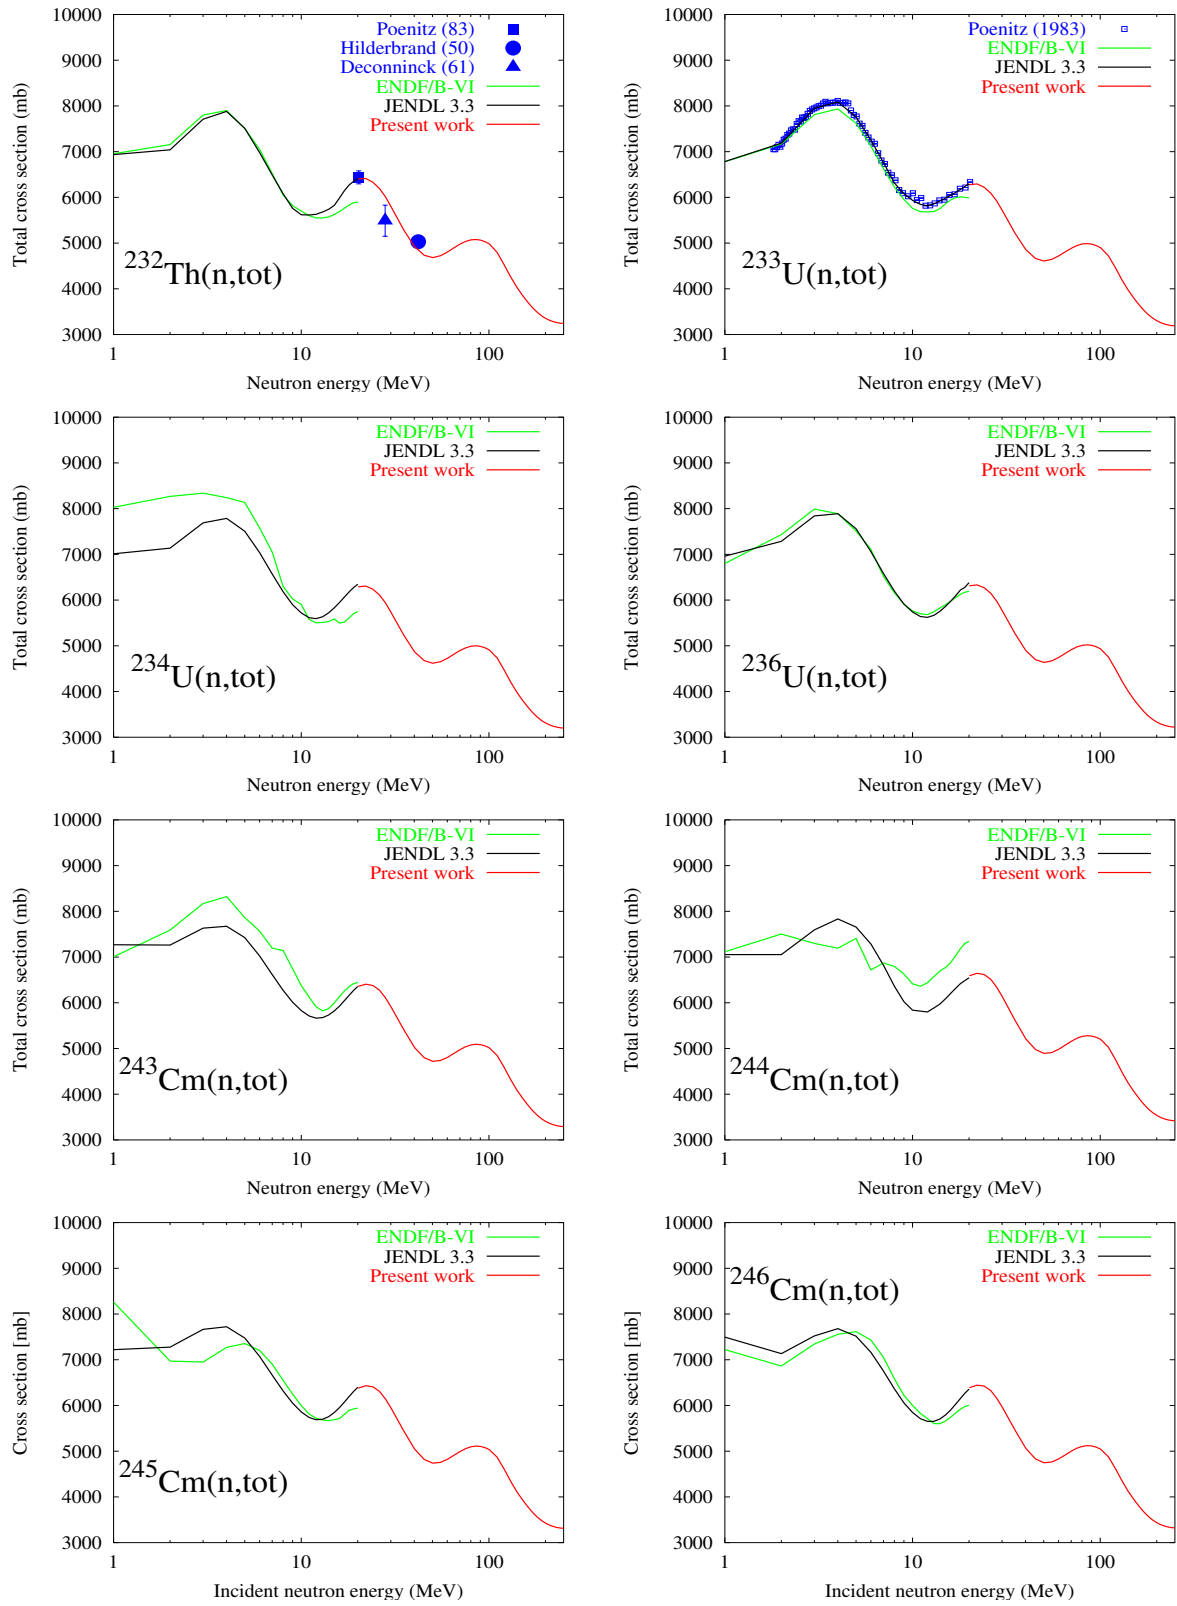 Poenitz (83)
Hilderbrand (50)
Deconninck (61)
ENDF/B-VI
JENDL 3.3
Present work
10000
9000
8000
7000
6000
5000
4000
3000
Total cross section (mb)
232Th(n,tot)
1 10 100
Neutron energy (MeV)
Poenitz (1983)
ENDF/B-VI
JENDL 3.3
Present work
10000
9000
8000
7000
6000
5000
4000
3000
Total cross section (mb)
233U(n,tot)
1 10 100
Neutron energy (MeV)
ENDF/B-VI
JENDL 3.3
Present work
10000
9000
8000
7000
6000
5000
4000
3000
Total cross section (mb)
234U(n,tot)
1 10 100
Neutron energy (MeV)
ENDF/B-VI
JENDL 3.3
Present work
10000
9000
8000
7000
6000
5000
4000
3000
Total cross section (mb)
236U(n,tot)
1 10 100
Neutron energy (MeV)
ENDF/B-VI
JENDL 3.3
Present work
10000
9000
8000
7000
6000
5000
4000
3000
Total cross section (mb)
243Cm(n,tot)
1 10 100
Neutron energy (MeV)
ENDF/B-VI
JENDL 3.3
Present work
10000
9000
8000
7000
6000
5000
4000
3000
Total cross section (mb)
244Cm(n,tot)
1 10 100
Neutron energy (MeV)
ENDF/B-VI
JENDL 3.3
Present work
10000
9000
8000
7000
6000
5000
4000
3000
Cross section [mb]
245Cm(n,tot)
1 10 100
Incident neutron energy (MeV)
ENDF/B-VI
JENDL 3.3
Present work
10000
9000
8000
7000
6000
5000
4000
3000
Cross section [mb]
246Cm(n,tot)
1 10 100
Incident neutron energy (MeV)